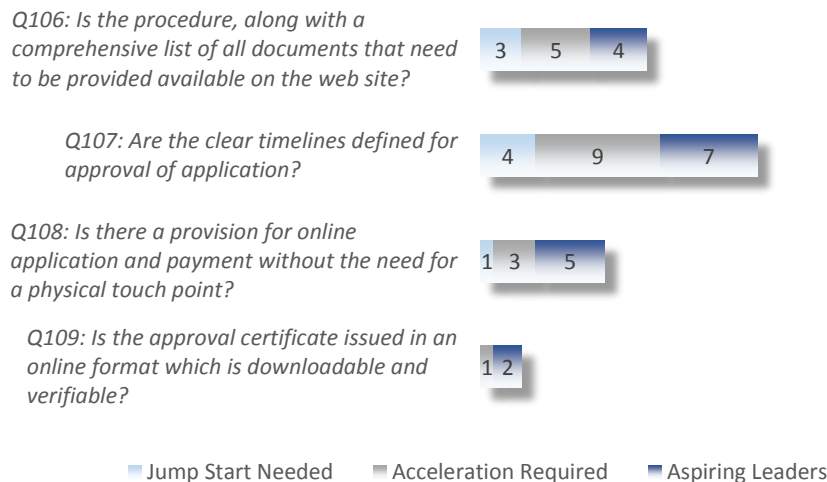 Q106: Is the procedure, along with a
comprehensive list of all documents that need
to be provided available on the web site?
3 5 4
Q107: Are the clear timelines defined for
approval of application?
4 9 7
Q108: Is there a provision for online
application and payment without the need for
a physical touch point?
1 3 5
Q109: Is the approval certificate issued in an
online format which is downloadable and
verifiable?
1 2
Jump Start Needed Acceleration Required Aspiring Leaders